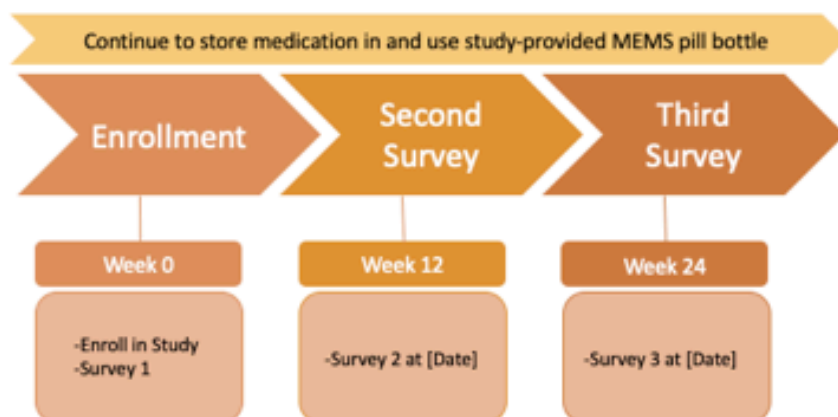 Continue to store medication in and use study-provided MEMS pill bottle
Enrollment
Second
Survey
Third
Survey
Week 0
Week 12
Week 24
-Enroll in Study
-Survey 1
-Survey 2 at [Date]
-Survey 3 at [Date]